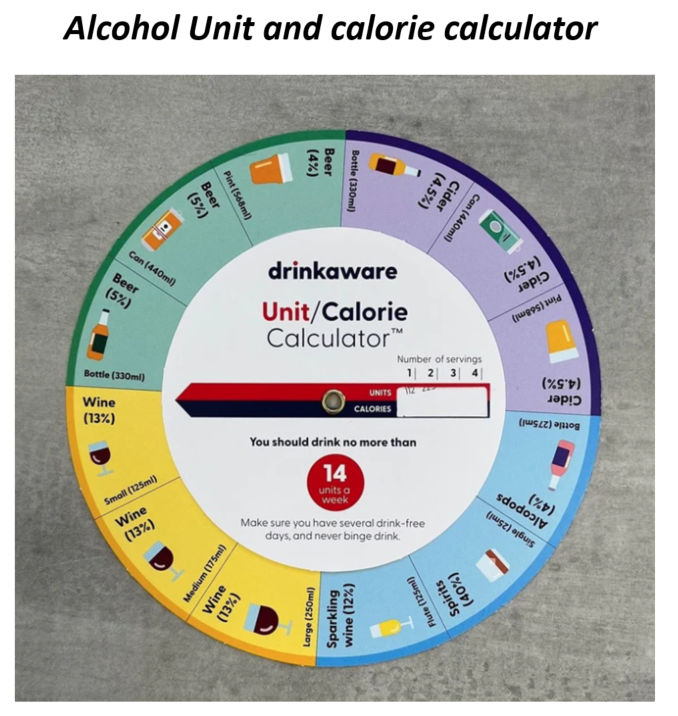 Alcohol Unit and calorie calculator
Beer
(4%)
Pint (568ml)
Bottle (330ml)
Cider
(4.5%)
Can (440ml)
Cider
(4.5%)
Pint (568ml)
Cider
(4.5%)
Bottle (275ml)
Alcopops
(4%)
Single (25ml)
Spirits
(40%)
Flute (125ml)
Sparkling
wine (12%)
Large (250ml)
Wine
(13%)
Medium (175ml)
Wine
(13%)
Small (125ml)
Wine
(13%)
Bottle (330ml)
Beer
(5%)
Can (440ml)
Beer
(5%)
drinkaware
Unit/Calorie
Calculator™
Number of servings
1| 2| 3| 4|
UNITS
CALORIES
You should drink no more than
14
units a
week
Make sure you have several drink-free
days, and never binge drink.